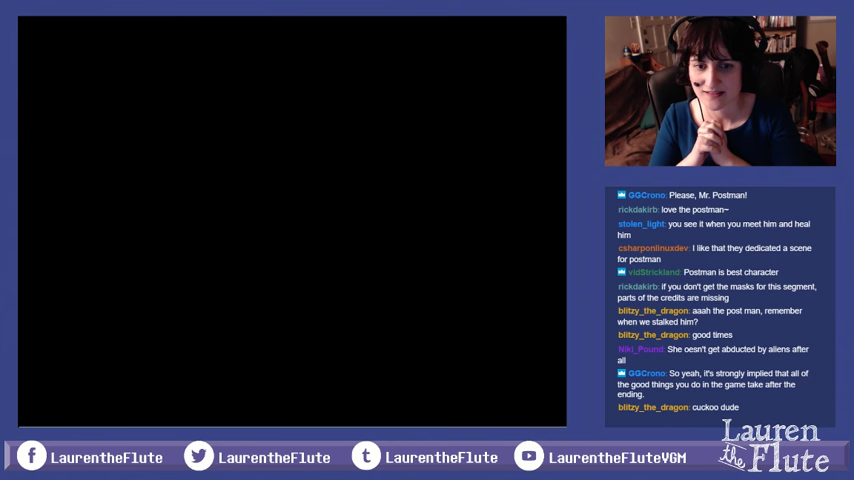 GGCrono: Please, Mr. Postman!
rickdakirb: love the postman~
stolen_light: you see it when you meet him and heal
him
csharponlinuxdev: I like that they dedicated a scene
for postman
vidStrickland: Postman is best character
rickdakirb: if you don't get the masks for this segment,
parts of the credits are missing
blitzy_the_dragon: aaah the post man, remember
when we stalked him?
blitzy_the_dragon: good times
Niki_Pound: She oesn't get abducted by aliens after
all
GGCrono: So yeah, it's strongly implied that all of
the good things you do in the game take after the
ending.
blitzy_the_dragon: cuckoo dude
LaurentheFlute
LaurentheFlute
LaurentheFlute
LaurentheFluteVGM
Lauren
the Flute